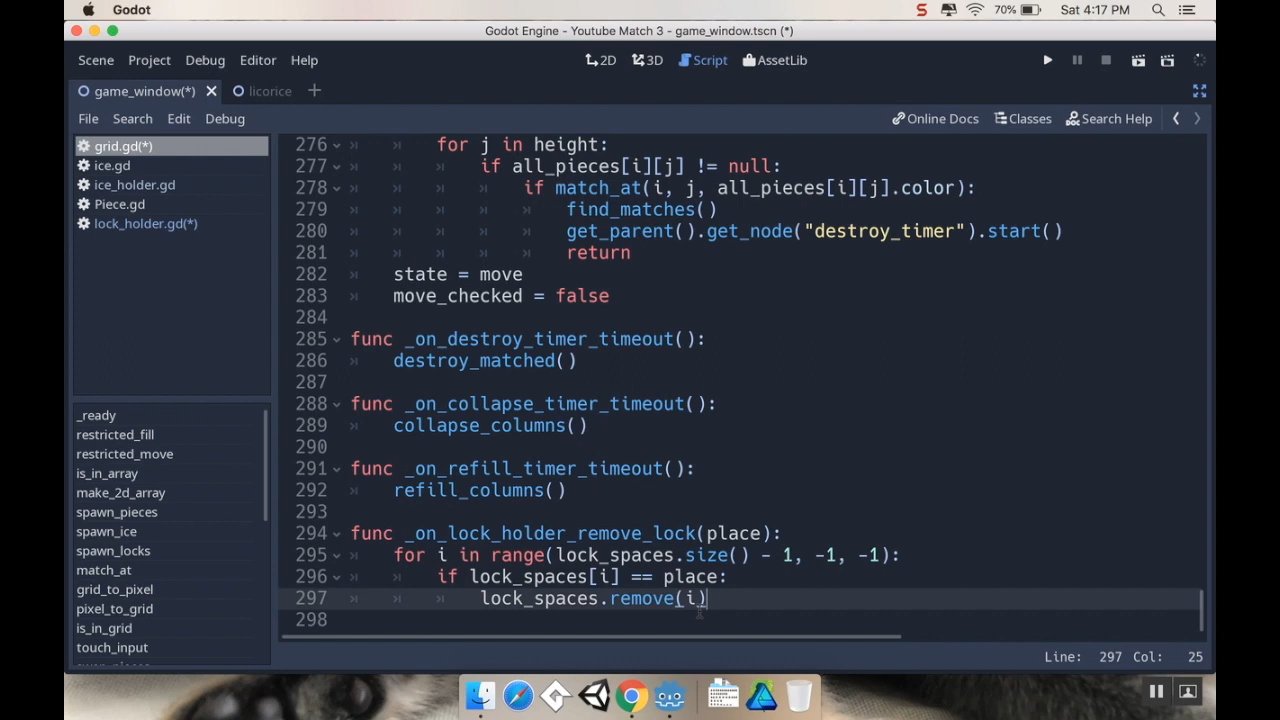 Godot
70%
Sat 4:17 PM
Godot Engine - Youtube Match 3 - game_window.tscn (*)
Scene Project Debug Editor Help
2D 3D Script AssetLib
game_window(*) licorice
File Search Edit Debug
Online Docs Classes Search Help
grid.gd(*)
ice.gd
ice_holder.gd
Piece.gd
lock_holder.gd(*)
_ready
restricted_fill
restricted_move
is_in_array
make_2d_array
spawn_pieces
spawn_ice
spawn_locks
match_at
grid_to_pixel
pixel_to_grid
is_in_grid
touch_input
276 for j in height:
277 if all_pieces[i][j] != null:
278 if match_at(i, j, all_pieces[i][j].color):
279 find_matches()
280 get_parent().get_node("destroy_timer").start()
281 return
282 state = move
283 move_checked = false
284
285 func _on_destroy_timer_timeout():
286 destroy_matched()
287
288 func _on_collapse_timer_timeout():
289 collapse_columns()
290
291 func _on_refill_timer_timeout():
292 refill_columns()
293
294 func _on_lock_holder_remove_lock(place):
295 for i in range(lock_spaces.size() - 1, -1, -1):
296 if lock_spaces[i] == place:
297 lock_spaces.remove(i)
298
Line: 297 Col: 25